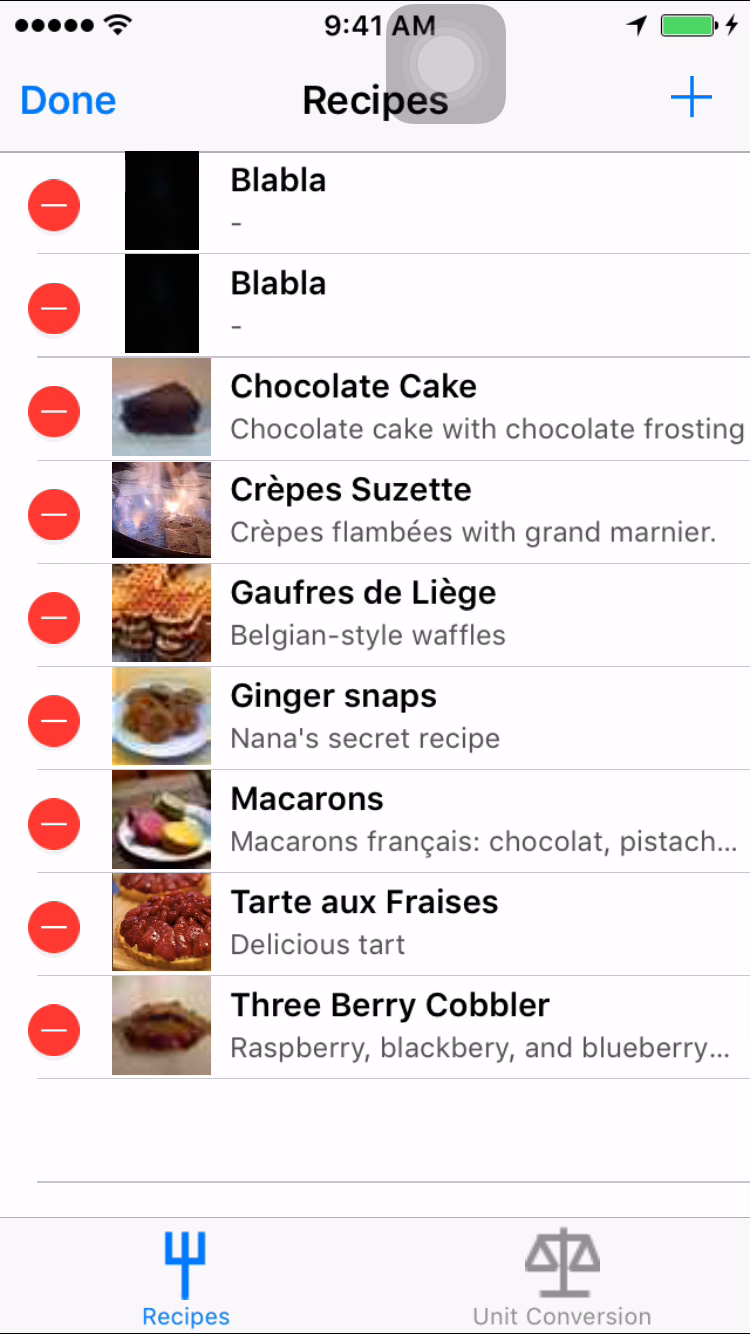 9:41 AM
Done Recipes
Blabla
-
Blabla
-
Chocolate Cake
Chocolate cake with chocolate frosting
Crèpes Suzette
Crèpes flambées with grand marnier.
Gaufres de Liège
Belgian-style waffles
Ginger snaps
Nana's secret recipe
Macarons
Macarons français: chocolat, pistach...
Tarte aux Fraises
Delicious tart
Three Berry Cobbler
Raspberry, blackbery, and blueberry...
Recipes Unit Conversion